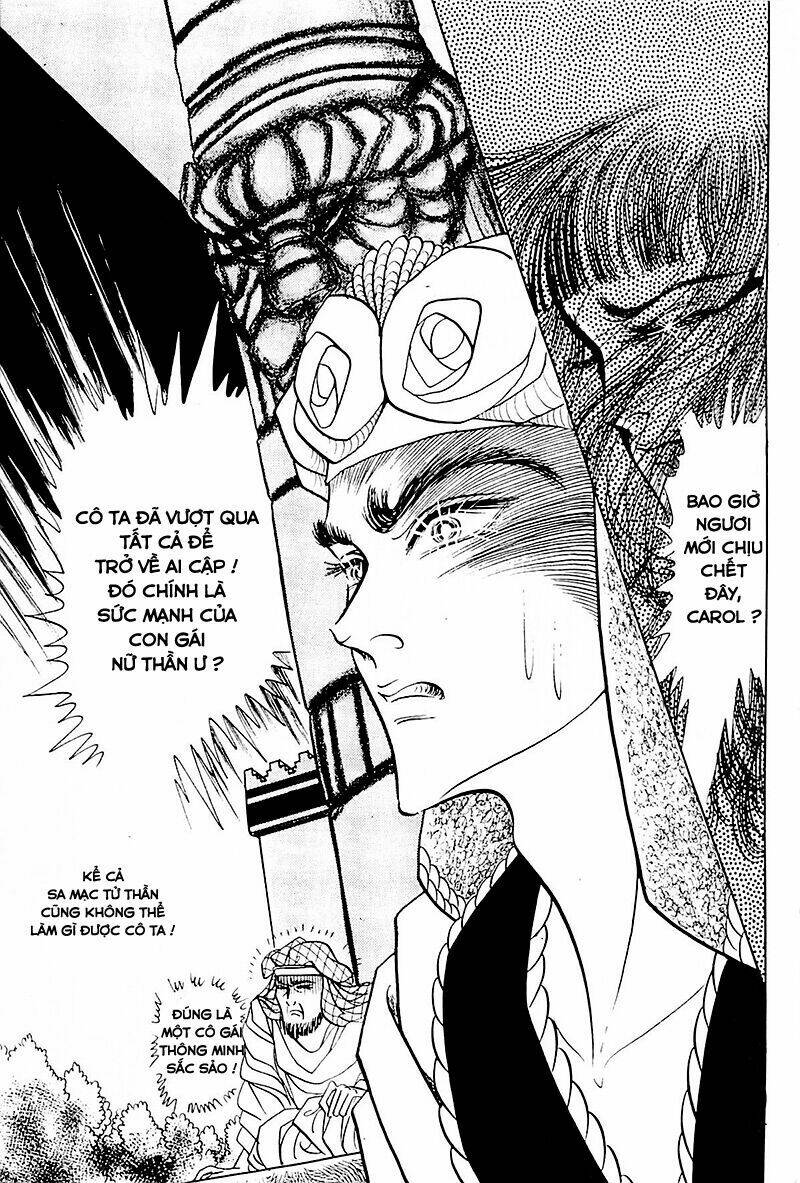 BAO GIỜ
NGƯƠI
MỚI CHỊU
CHẾT
ĐÂY,
CAROL ?
CÔ TA ĐÃ VƯỢT QUA
TẤT CẢ ĐỂ
TRỞ VỀ AI CẬP !
ĐÓ CHÍNH LÀ
SỨC MẠNH CỦA
CON GÁI
NỮ THẦN Ư ?
KỂ CẢ
SA MẠC TỬ THẦN
CŨNG KHÔNG THỂ
LÀM GÌ ĐƯỢC CÔ TA !
ĐÚNG LÀ
MỘT CÔ GÁI
THÔNG MINH
SẮC SẢO !